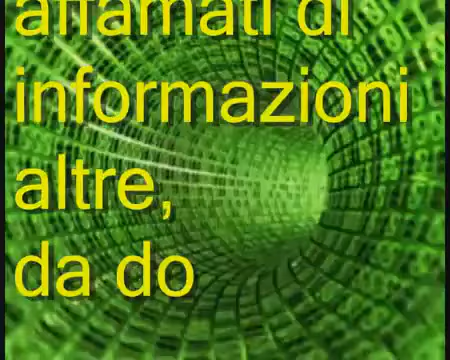 affamati di
informazioni
altre,
da do